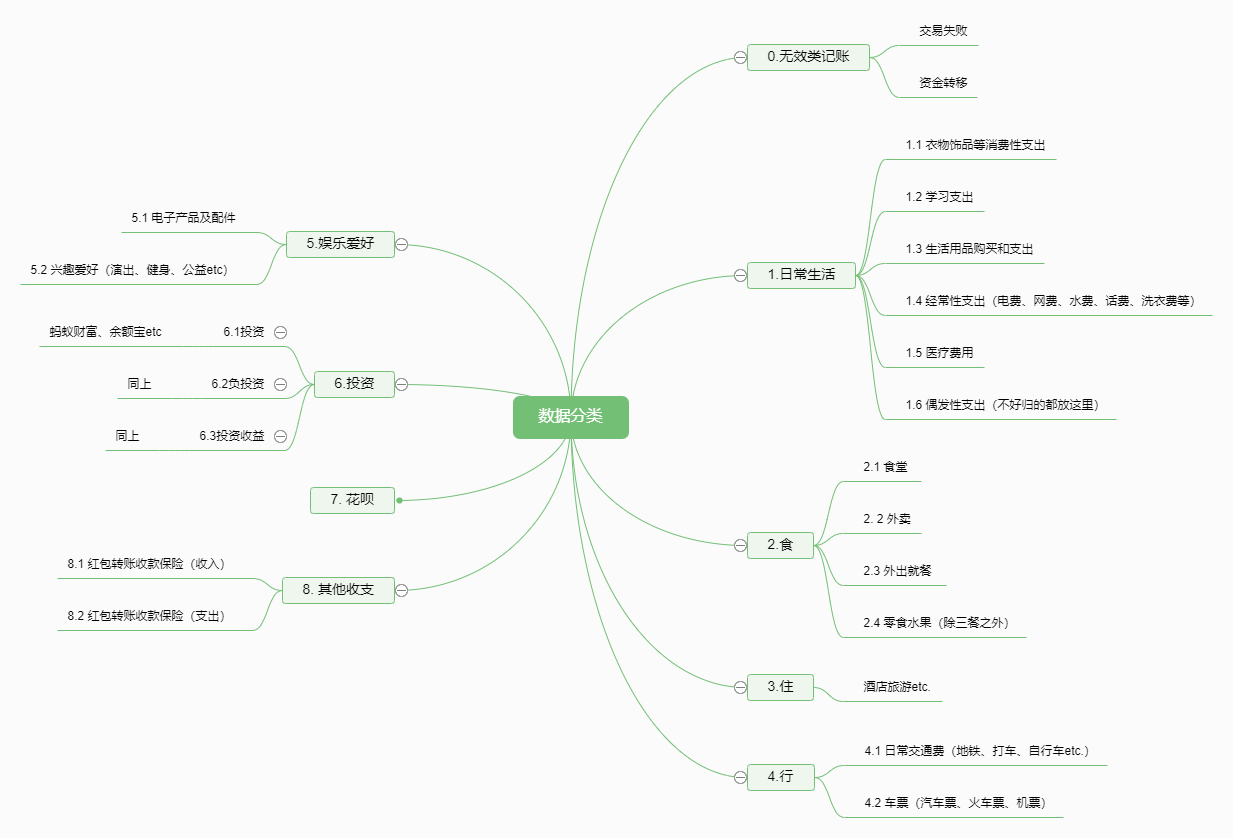 数据分类
0.无效类记账
交易失败
资金转移
1.日常生活
1.1 衣物饰品等消费性支出
1.2 学习支出
1.3 生活用品购买和支出
1.4 经常性支出（电费、网费、水费、话费、洗衣费等）
1.5 医疗费用
1.6 偶发性支出（不好归的都放这里）
2.食
2.1 食堂
2. 2 外卖
2.3 外出就餐
2.4 零食水果（除三餐之外）
3.住
酒店旅游etc.
4.行
4.1 日常交通费（地铁、打车、自行车etc.）
4.2 车票（汽车票、火车票、机票）
5.娱乐爱好
5.1 电子产品及配件
5.2 兴趣爱好（演出、健身、公益etc）
6.投资
6.1投资
蚂蚁财富、余额宝etc
6.2负投资
同上
6.3投资收益
同上
7. 花呗
8. 其他收支
8.1 红包转账收款保险（收入）
8.2 红包转账收款保险（支出）